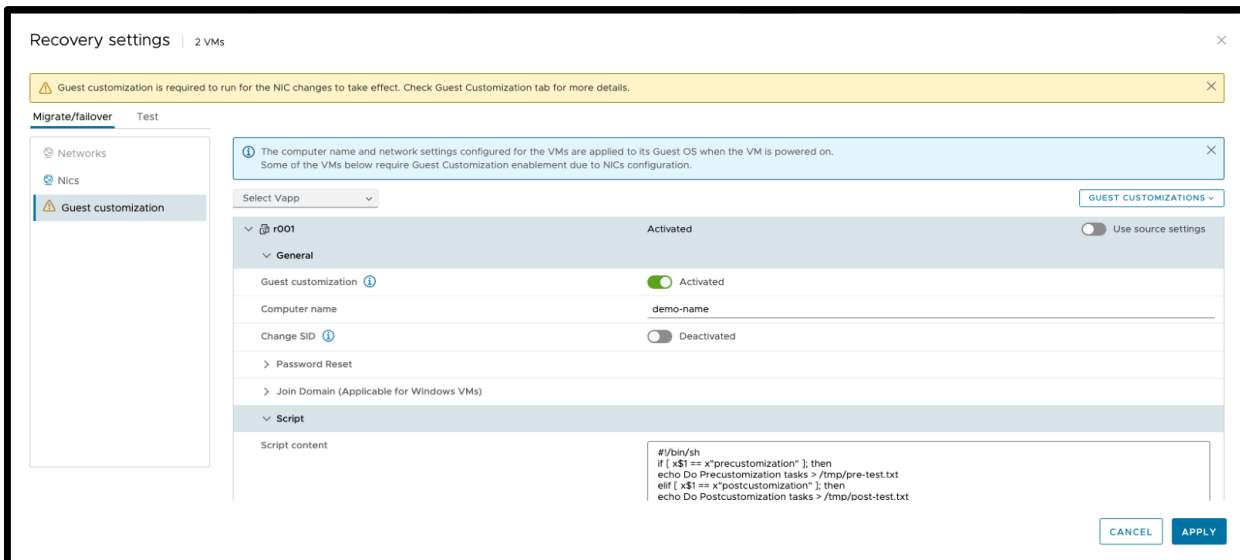 Recovery settings | 2 VMs
Guest customization is required to run for the NIC changes to take effect. Check Guest Customization tab for more details.
Migrate/failover Test
Networks
Nics
Guest customization
The computer name and network settings configured for the VMs are applied to its Guest OS when the VM is powered on.
Some of the VMs below require Guest Customization enablement due to NICs configuration.
Select Vapp
GUEST CUSTOMIZATIONS
r001 Activated Use source settings
General
Guest customization Activated
Computer name demo-name
Change SID Deactivated
Password Reset
Join Domain (Applicable for Windows VMs)
Script
Script content
#!/bin/sh
if [ x$1 == x"precustomization" ]; then
echo Do Precustomization tasks > /tmp/pre-test.txt
elif [ x$1 == x"postcustomization" ]; then
echo Do Postcustomization tasks > /tmp/post-test.txt
CANCEL APPLY